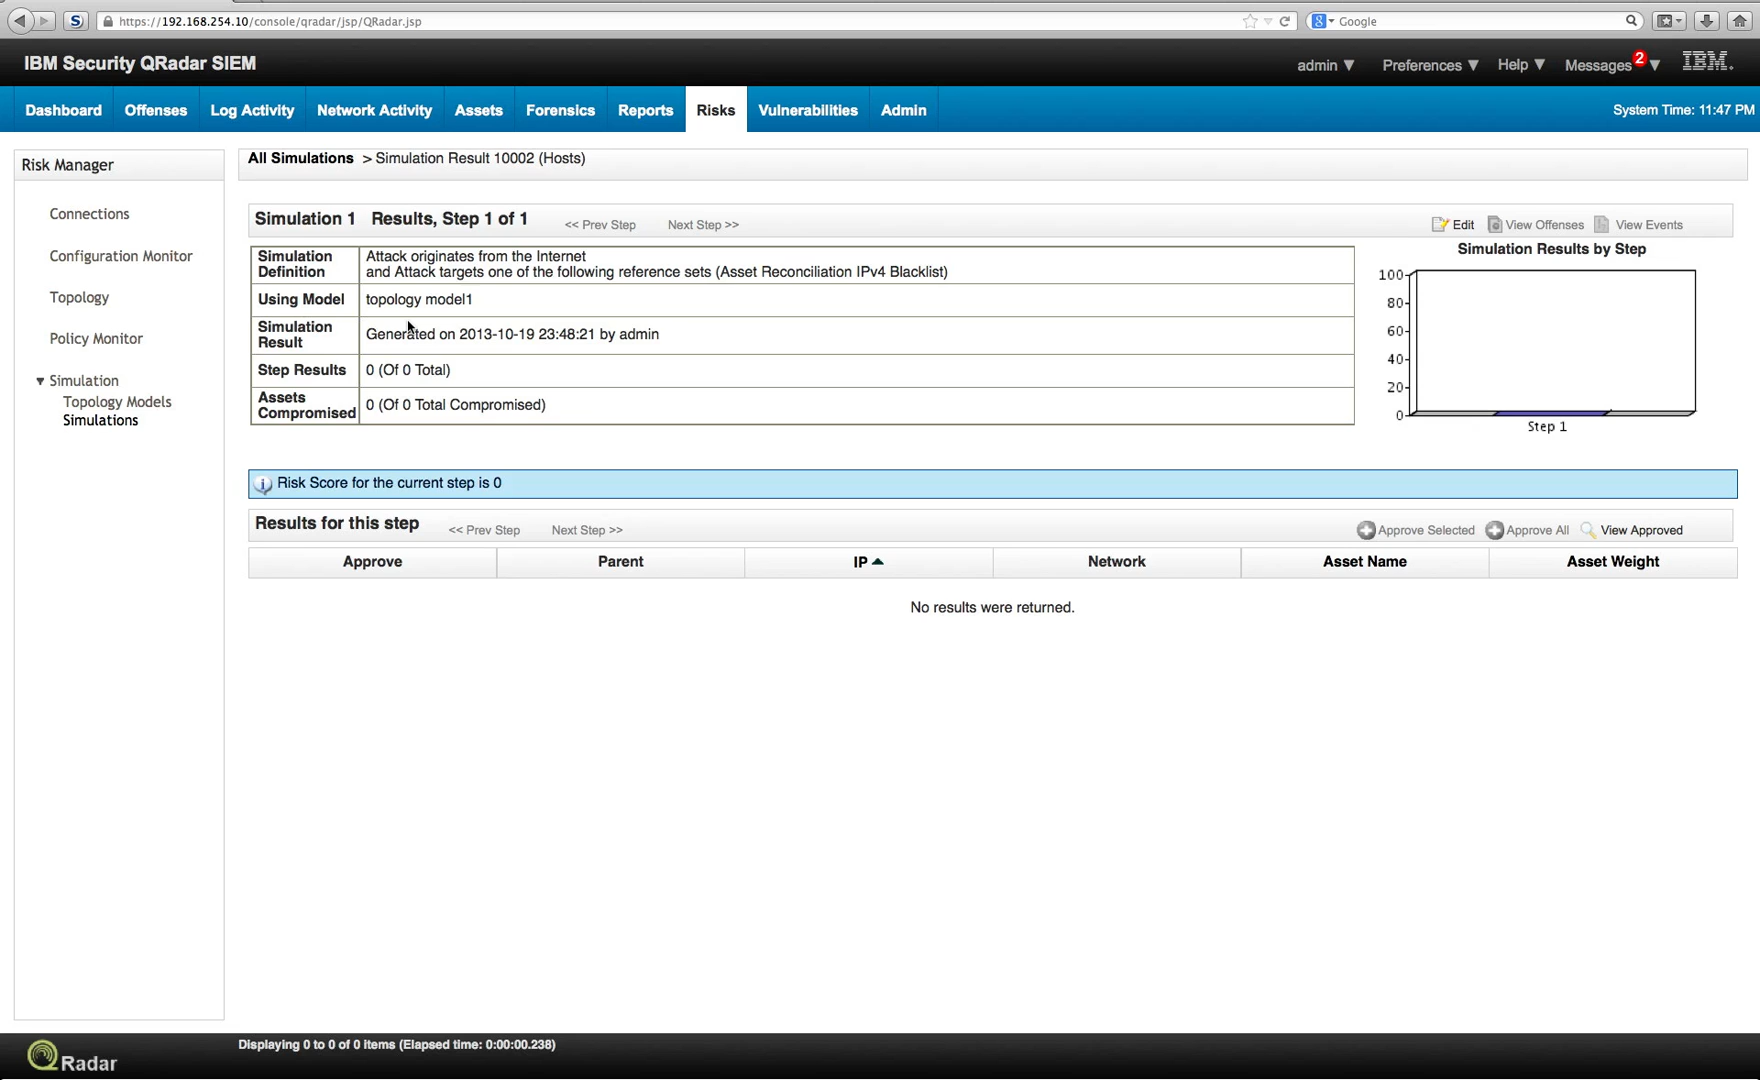 https://192.168.254.10/console/qradar/jsp/QRadar.jsp
Google
IBM Security QRadar SIEM
admin ▼ Preferences ▼ Help ▼ Messages 2 ▼ IBM.
Dashboard Offenses Log Activity Network Activity Assets Forensics Reports Risks Vulnerabilities Admin System Time: 11:47 PM
Risk Manager
Connections
Configuration Monitor
Topology
Policy Monitor
▼ Simulation
Topology Models
Simulations
All Simulations > Simulation Result 10002 (Hosts)
Simulation 1 Results, Step 1 of 1 << Prev Step Next Step >> Edit View Offenses View Events
Simulation Definition
Attack originates from the Internet
and Attack targets one of the following reference sets (Asset Reconciliation IPv4 Blacklist)
Using Model topology model1
Simulation Result Generated on 2013-10-19 23:48:21 by admin
Step Results 0 (Of 0 Total)
Assets Compromised 0 (Of 0 Total Compromised)
Simulation Results by Step
100
80
60
40
20
0
Step 1
Risk Score for the current step is 0
Results for this step << Prev Step Next Step >> Approve Selected Approve All View Approved
Approve Parent IP Network Asset Name Asset Weight
No results were returned.
QRadar
Displaying 0 to 0 of 0 items (Elapsed time: 0:00:00.238)